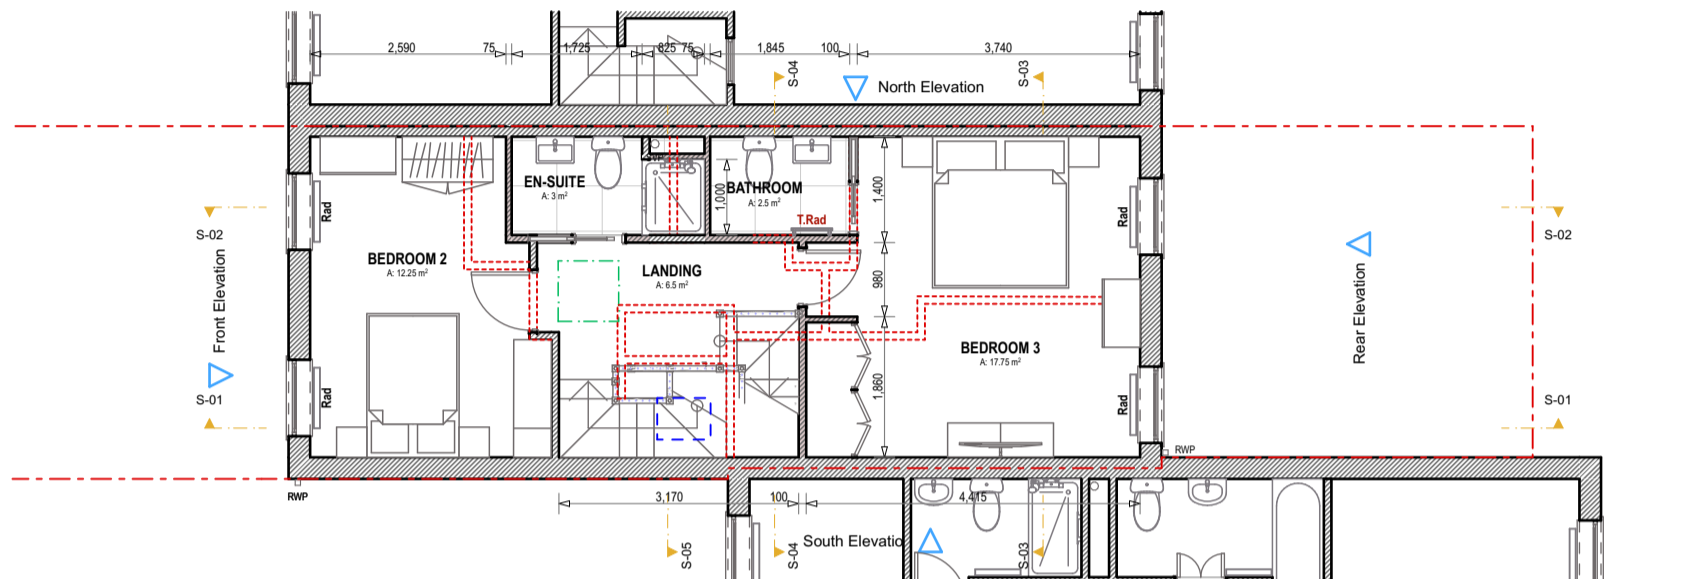 2,590
75
1,725
825
75
1,845
100
3,740
S-04
S-03
North Elevation
EN-SUITE
A: 3 m²
SVP
1,000
BATHROOM
A: 2.5 m²
T.Rad
1,400
Rad
Rad
S-02
S-02
BEDROOM 2
A: 12.25 m²
LANDING
A: 6.5 m²
980
Front Elevation
Rear Elevation
BEDROOM 3
A: 17.75 m²
1,860
S-01
S-01
Rad
Rad
RWP
RWP
3,170
100
4,415
South Elevatio
S-05
S-04
S-03